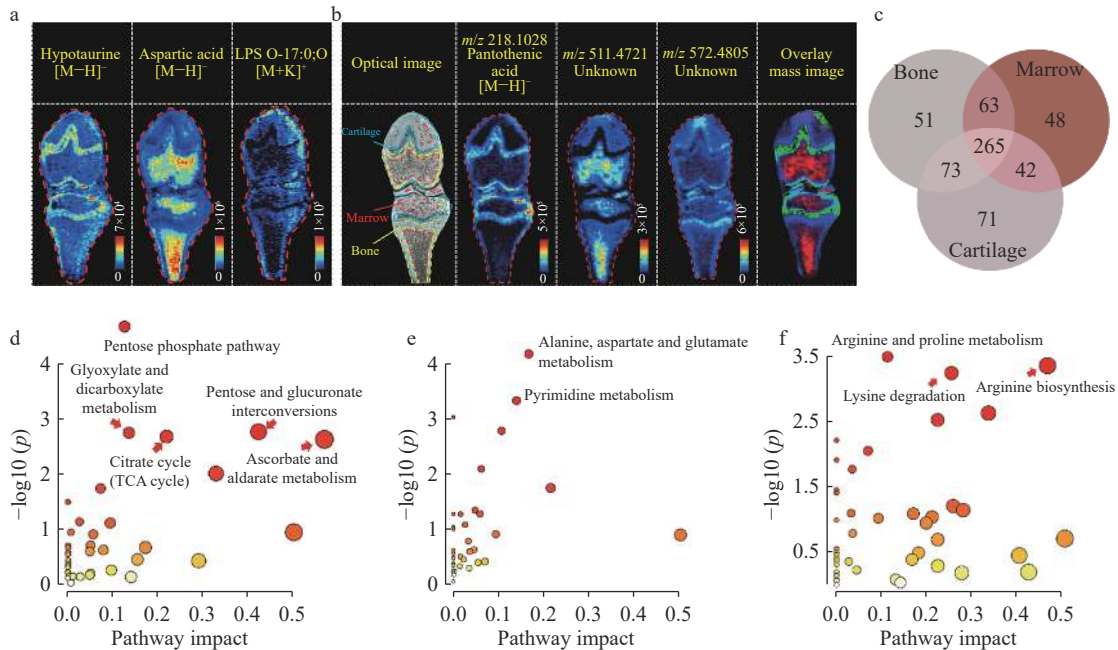 a
Hypotaurine
[M−H]⁻
Aspartic acid
[M−H]⁻
LPS O-17:0;O
[M+K]⁺
7×10⁴
0
1×10⁶
0
1×10⁵
0
b
Optical image
m/z 218.1028
Pantothenic
acid
[M−H]⁻
m/z 511.4721
Unknown
m/z 572.4805
Unknown
Overlay
mass image
Cartilage
Marrow
Bone
5×10⁵
0
3×10⁵
0
6×10⁵
0
c
Bone
Marrow
51
63
48
265
73
42
71
Cartilage
d
Pentose phosphate pathway
Glyoxylate and
dicarboxylate
metabolism
Pentose and glucuronate
interconversions
Citrate cycle
(TCA cycle)
Ascorbate and
aldarate metabolism
−log10 (p)
4
3
2
1
0
0.0 0.1 0.2 0.3 0.4 0.5
Pathway impact
e
Alanine, aspartate and glutamate
metabolism
Pyrimidine metabolism
−log10 (p)
4
3
2
1
0
0.0 0.1 0.2 0.3 0.4 0.5
Pathway impact
f
Arginine and proline metabolism
Lysine degradation
Arginine biosynthesis
−log10 (p)
3.5
2.5
1.5
0.5
0.0 0.1 0.2 0.3 0.4 0.5
Pathway impact